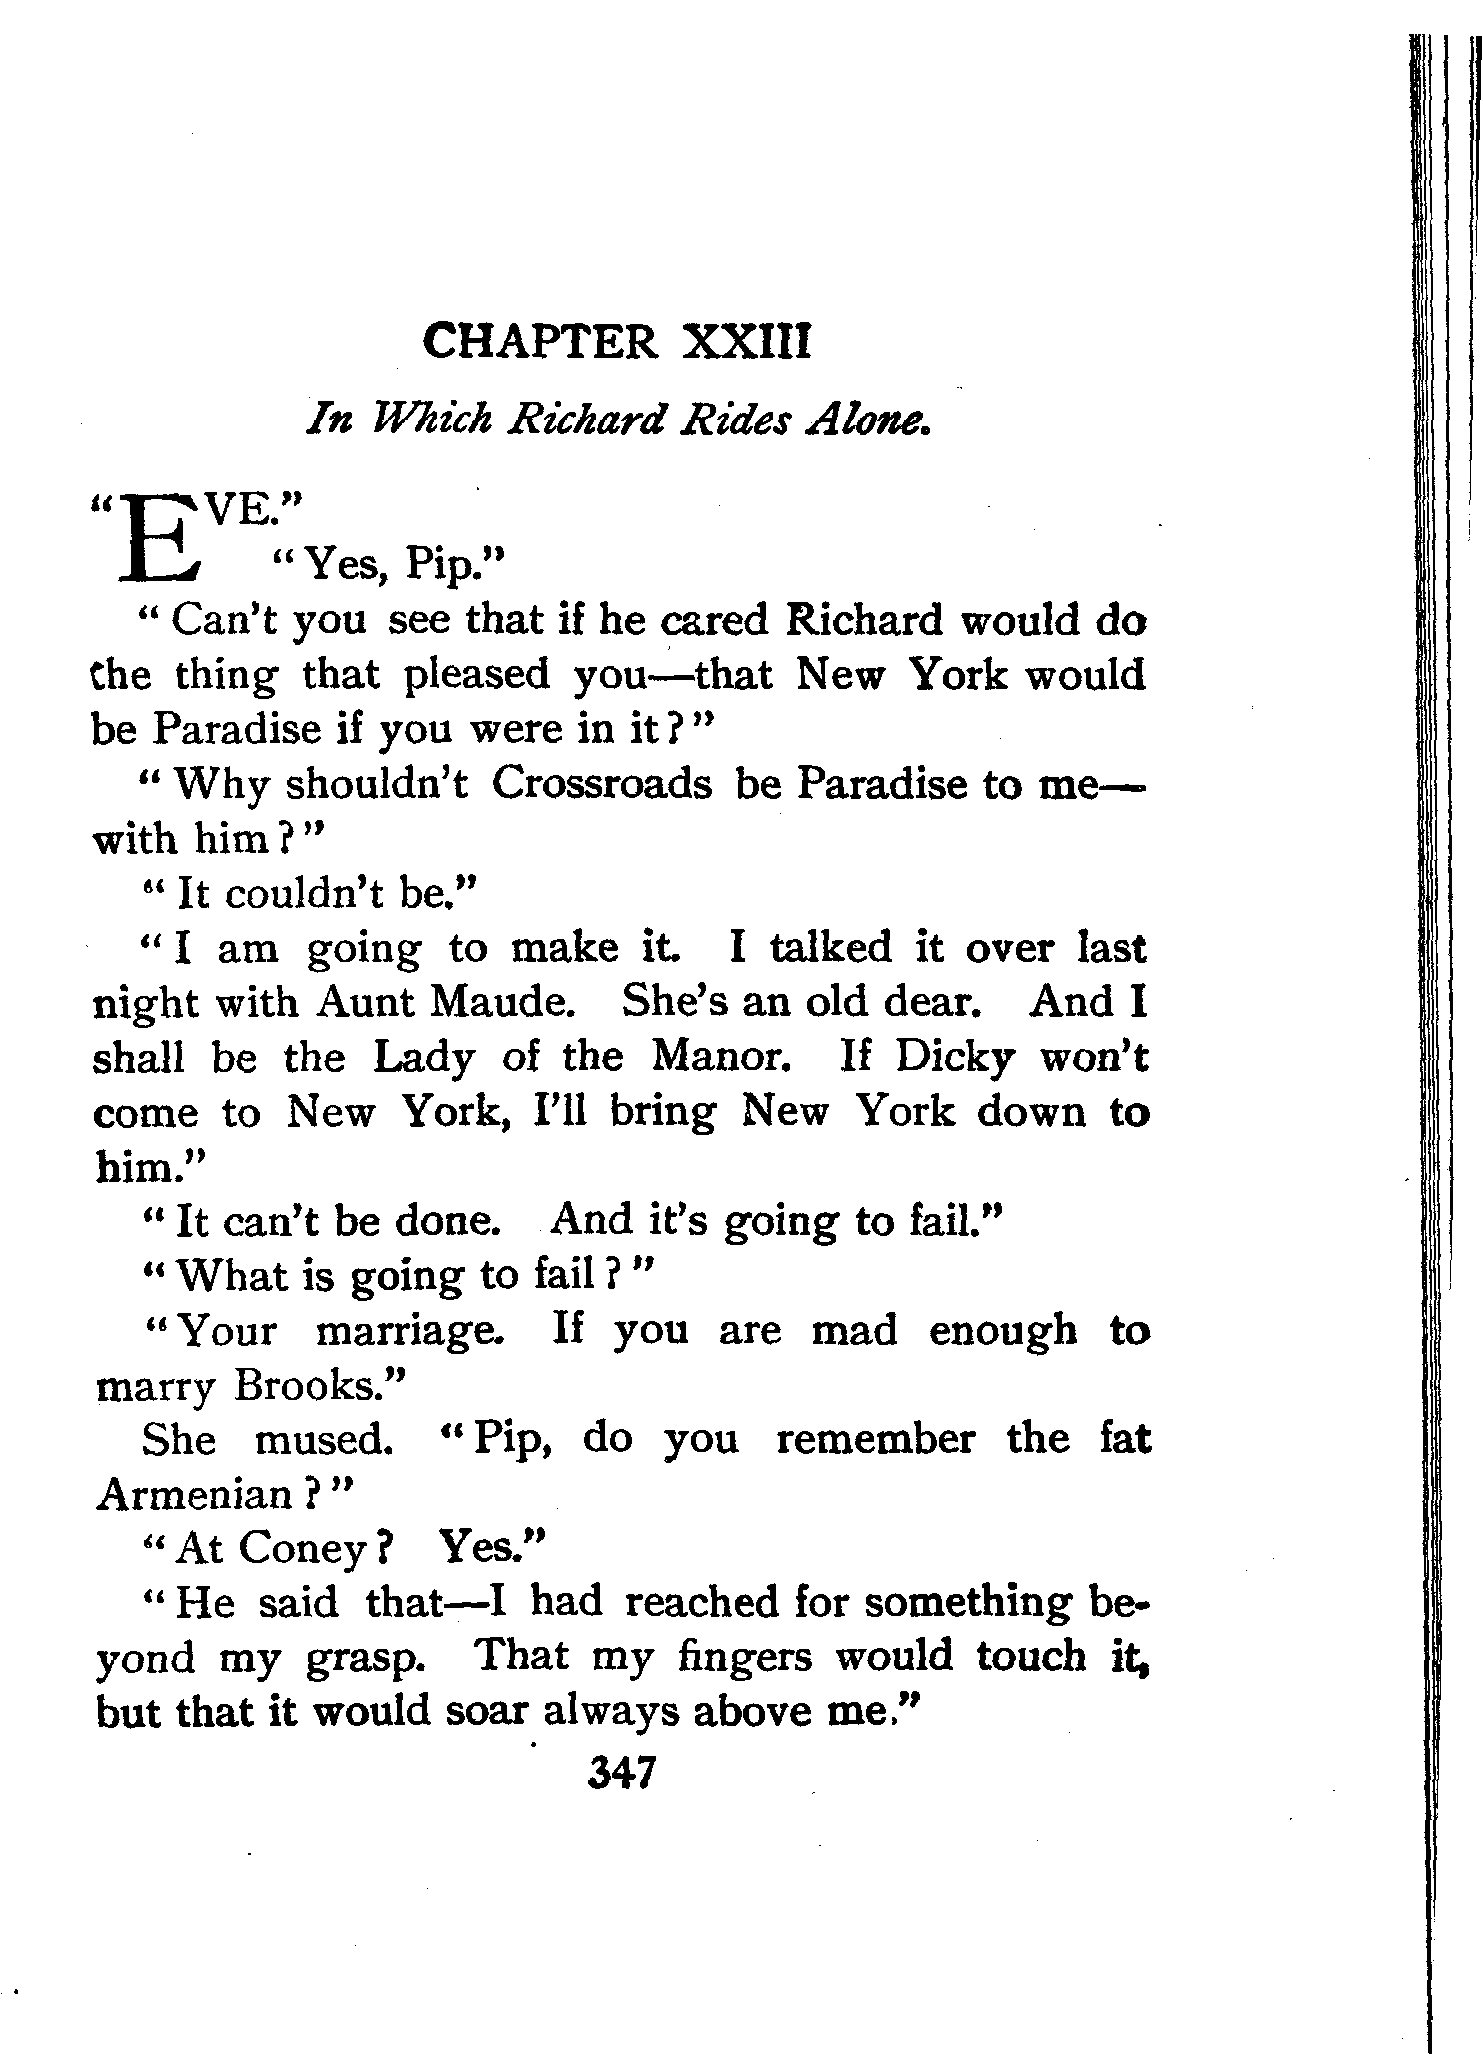 CHAPTER XXIII
In Which Richard Rides Alone.
“EVE.”
“Yes, Pip.”
“Can't you see that if he cared Richard would do
the thing that pleased you—that New York would
be Paradise if you were in it?”
“Why shouldn't Crossroads be Paradise to me—
with him?”
“It couldn't be.”
“I am going to make it. I talked it over last
night with Aunt Maude. She's an old dear. And I
shall be the Lady of the Manor. If Dicky won't
come to New York, I'll bring New York down to
him.”
“It can't be done. And it's going to fail.”
“What is going to fail?”
“Your marriage. If you are mad enough to
marry Brooks.”
She mused. “Pip, do you remember the fat
Armenian?”
“At Coney? Yes.”
“He said that—I had reached for something be-
yond my grasp. That my fingers would touch it,
but that it would soar always above me.”
347